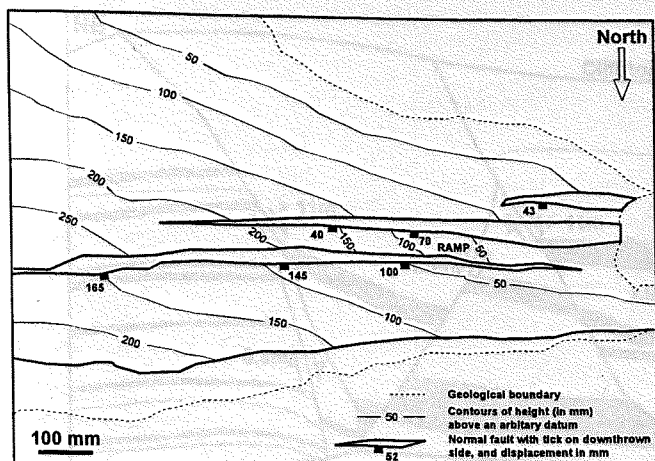 North
50
100
150
200
250
43
200
40
150
100
70
50
RAMP
165
145
100
50
150
100
200
Geological boundary
50
Contours of height (in mm)
above an arbitary datum
Normal fault with tick on downthrown
side, and displacement in mm
52
100 mm